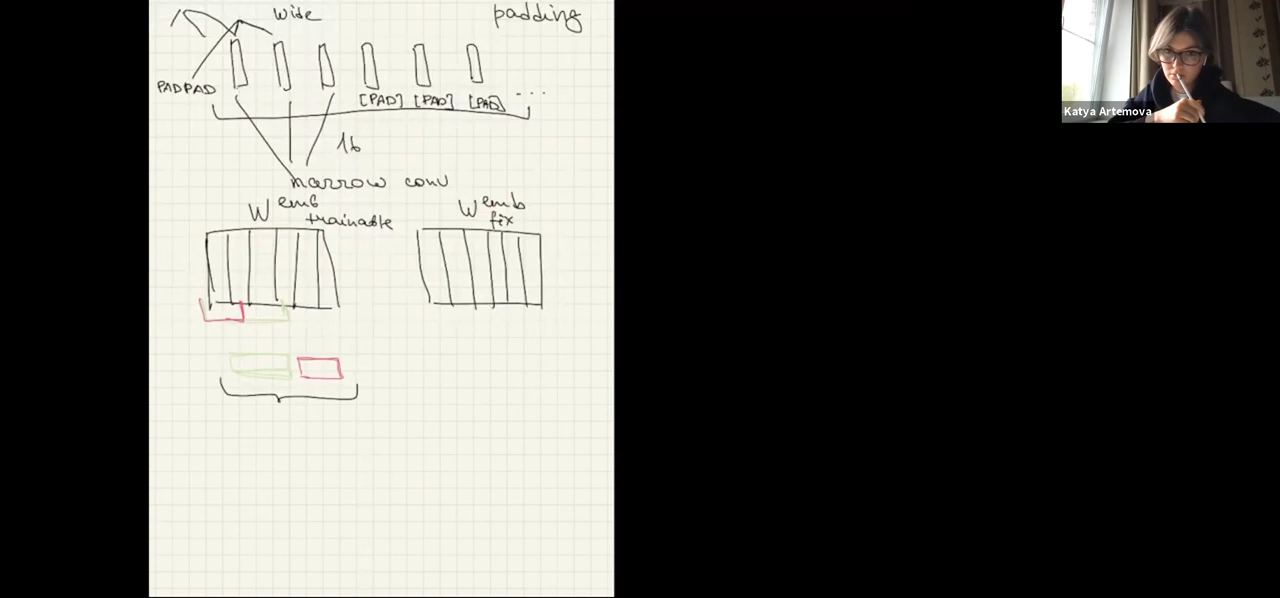 wide padding
PADPAD [PAD] [PAD] [PAD] ...
16
narrow conv
W emb trainable W emb fix
Katya Artemova